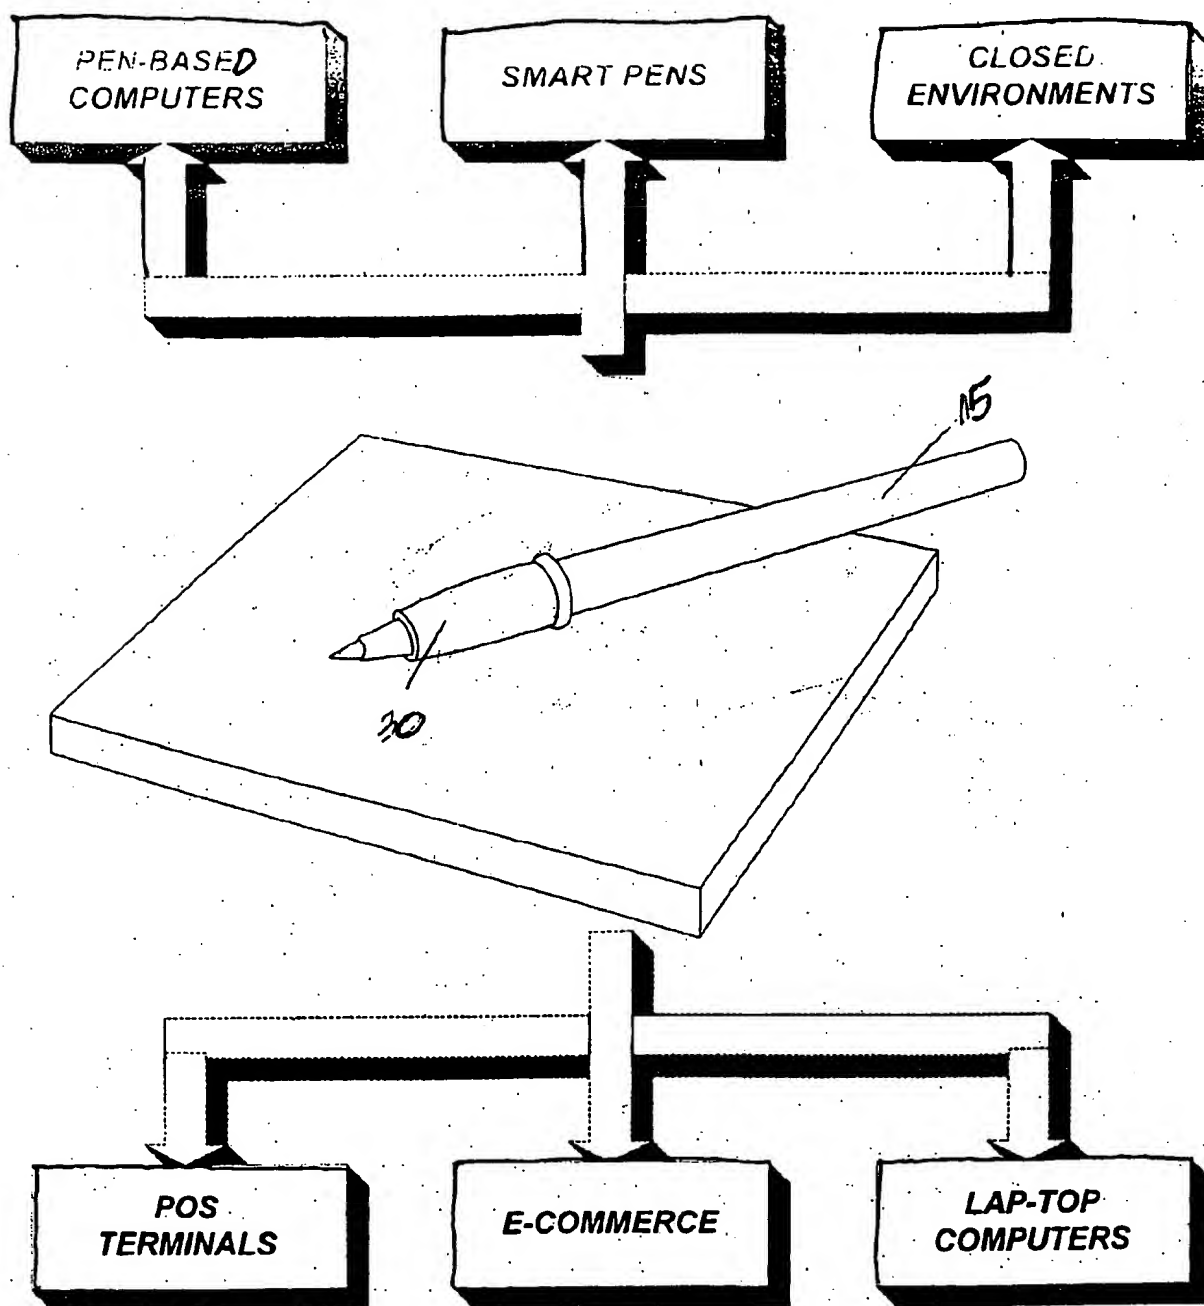 PEN-BASED
COMPUTERS
SMART PENS
CLOSED
ENVIRONMENTS
15
30
POS
TERMINALS
E-COMMERCE
LAP-TOP
COMPUTERS